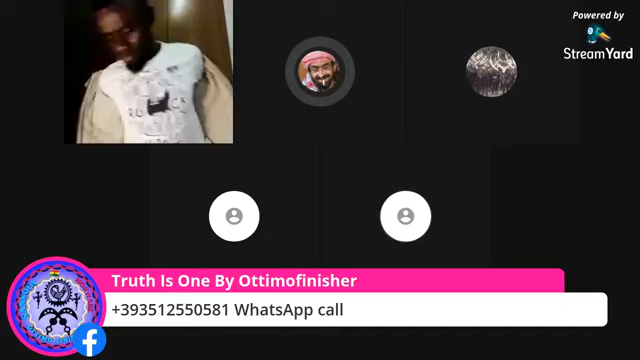 Powered by
StreamYard
Truth Is One By Ottimofinisher
+393512550581 WhatsApp call